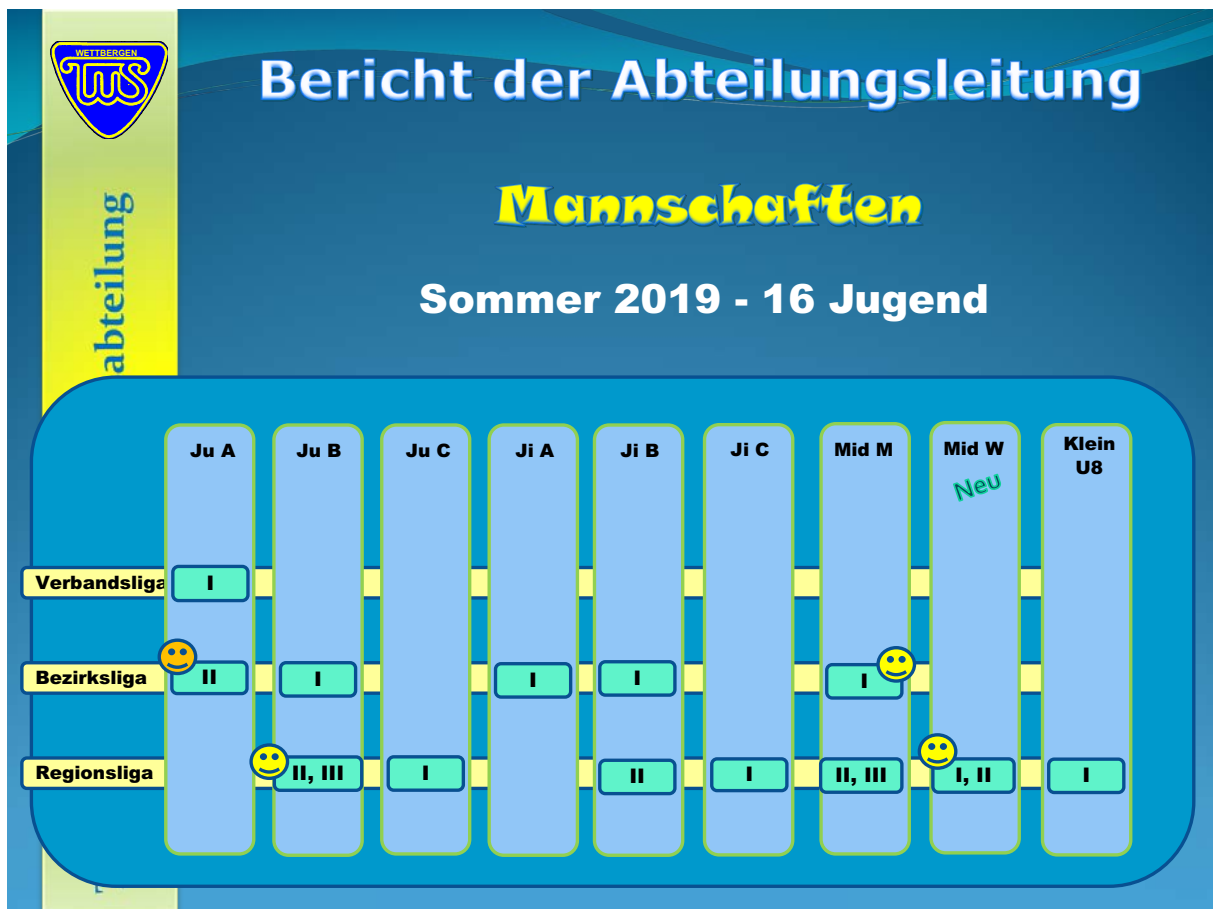 WETTBERGEN
TWS
Bericht der Abteilungsleitung
abteilung
Mannschaften
Sommer 2019 - 16 Jugend
Ju A Ju B Ju C Ji A Ji B Ji C Mid M Mid W Klein U8
Neu
Verbandsliga I
Bezirksliga II I I I I
Regionsliga II, III I II I II, III I, II I